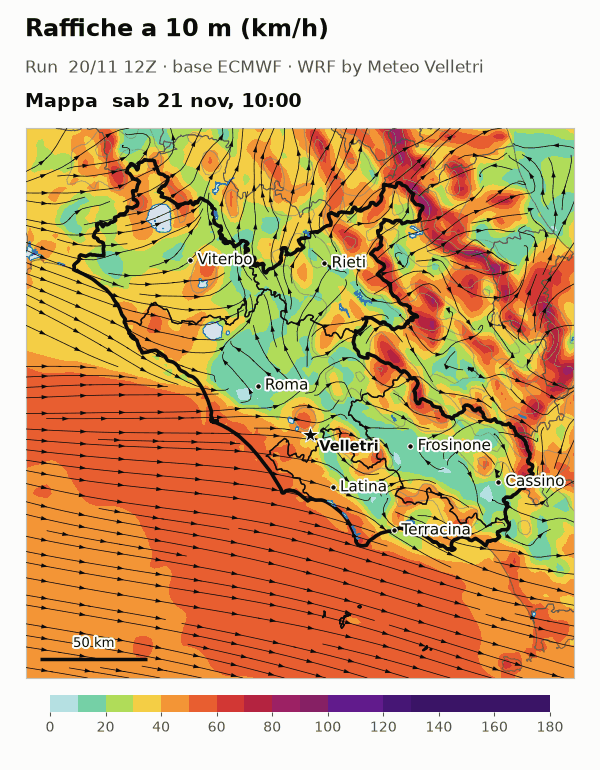 Raffiche a 10 m (km/h)
Run  20/11 12Z · base ECMWF · WRF by Meteo Velletri
Mappa  sab 21 nov, 10:00
Viterbo
Rieti
Roma
Velletri
Frosinone
Cassino
Latina
Terracina
50 km
0 20 40 60 80 100 120 140 160 180